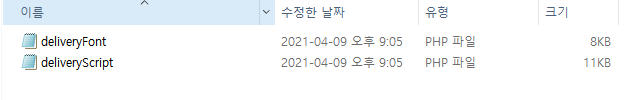 이름 수정한 날짜 유형 크기
deliveryFont 2021-04-09 오후 9:05 PHP 파일 8KB
deliveryScript 2021-04-09 오후 9:05 PHP 파일 11KB